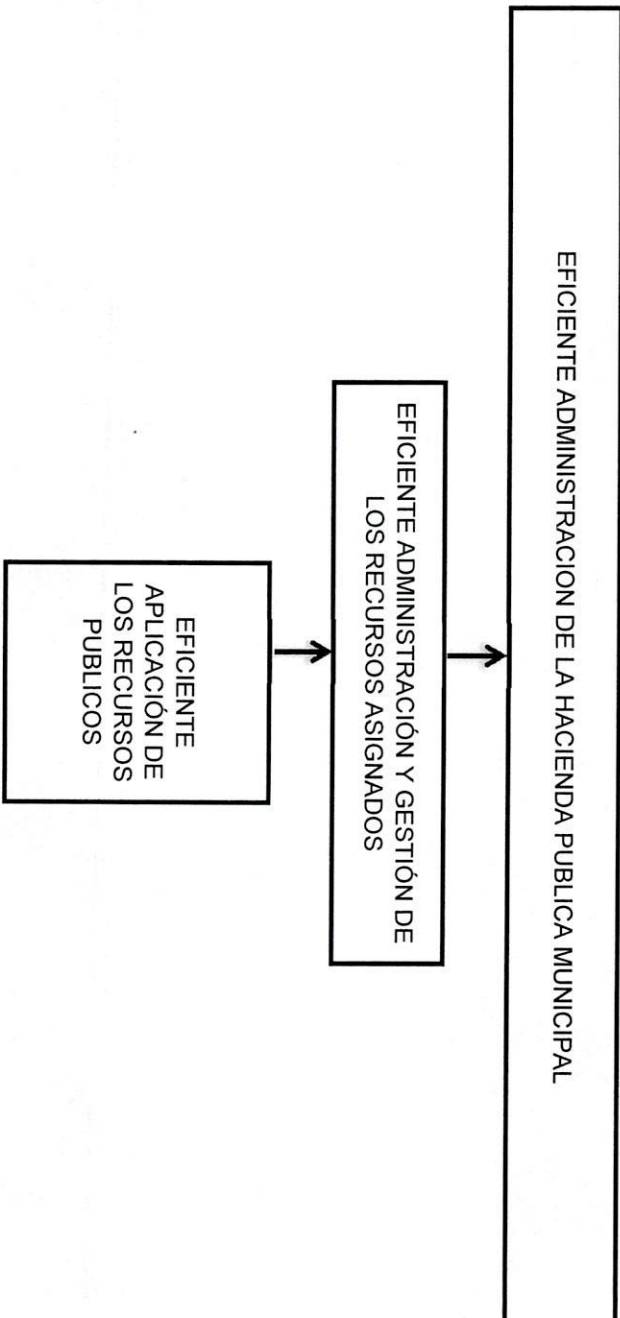 EFICIENTE ADMINISTRACION DE LA HACIENDA PUBLICA MUNICIPAL
EFICIENTE ADMINISTRACIÓN Y GESTIÓN DE
LOS RECURSOS ASIGNADOS
EFICIENTE
APLICACIÓN DE
LOS RECURSOS
PUBLICOS